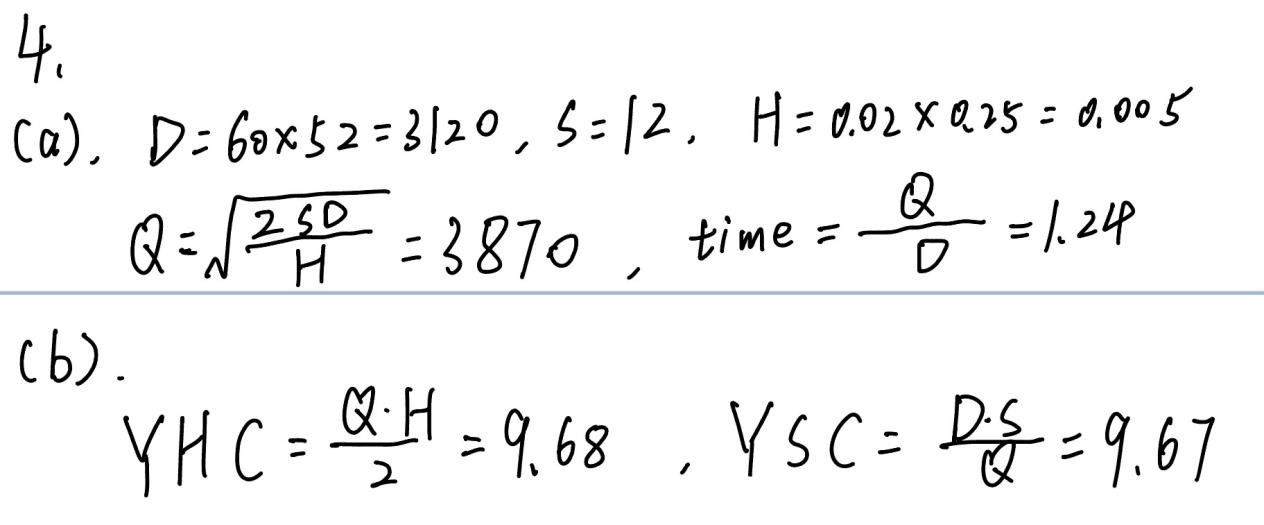 4.
(a). D=60×52=3120, S=12. H=0.02×0.25=0.005
Q=√(2SD/H)=3870, time=Q/D=1.24
(b).
YHC=Q·H/2=9.68, YSC=D·S/Q=9.67